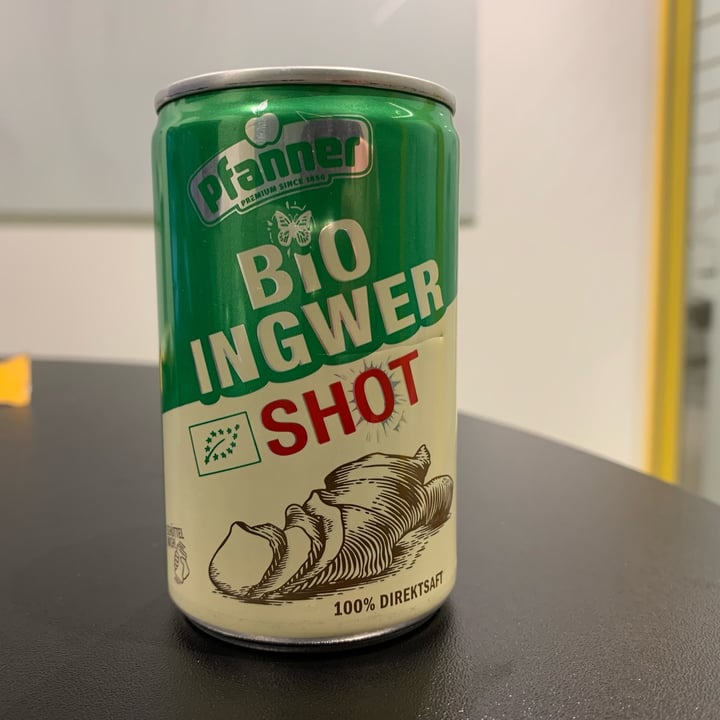 Pfanner
PREMIUM SINCE 1856
BiO
INGWER
SHOT
100% DIREKTSAFT